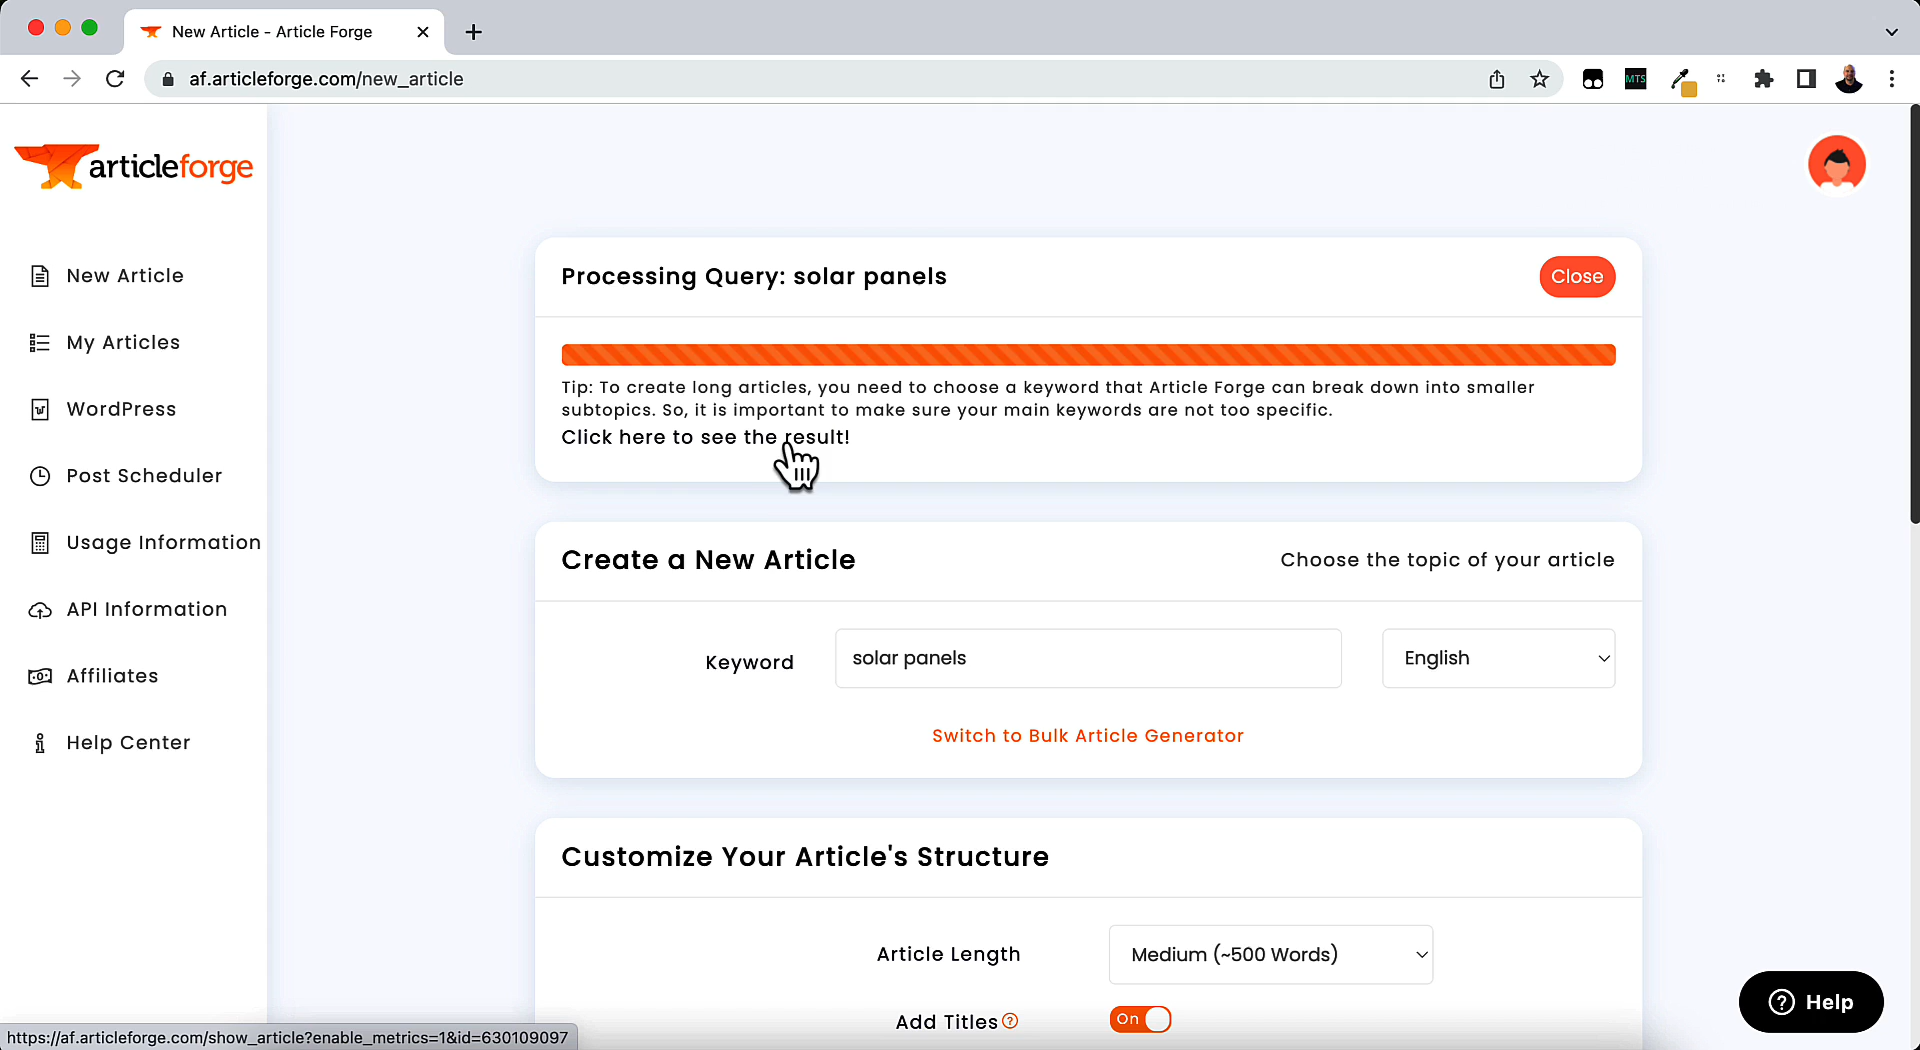 New Article - Article Forge
af.articleforge.com/new_article
MTS
articleforge
New Article
My Articles
WordPress
Post Scheduler
Usage Information
API Information
Affiliates
Help Center
Processing Query: solar panels
Close
Tip: To create long articles, you need to choose a keyword that Article Forge can break down into smaller
subtopics. So, it is important to make sure your main keywords are not too specific.
Click here to see the result!
Create a New Article
Choose the topic of your article
Keyword
solar panels
English
Switch to Bulk Article Generator
Customize Your Article's Structure
Article Length
Medium (~500 Words)
Add Titles
On
Help
https://af.articleforge.com/show_article?enable_metrics=1&id=630109097